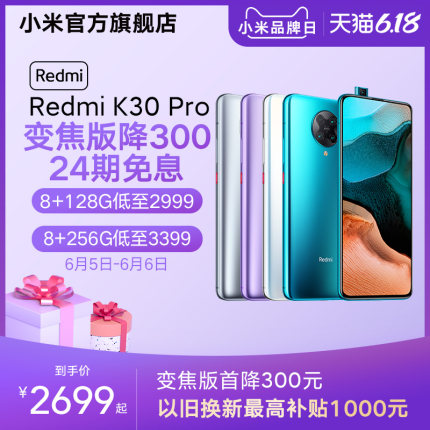 小米官方旗舰店
小米品牌日
天猫6.18
Redmi
Redmi K30 Pro
变焦版降300
24期免息
8+128G低至2999
8+256G低至3399
6月5日-6月6日
Redmi
到手价
¥2699起
变焦版首降300元
以旧换新最高补贴1000元